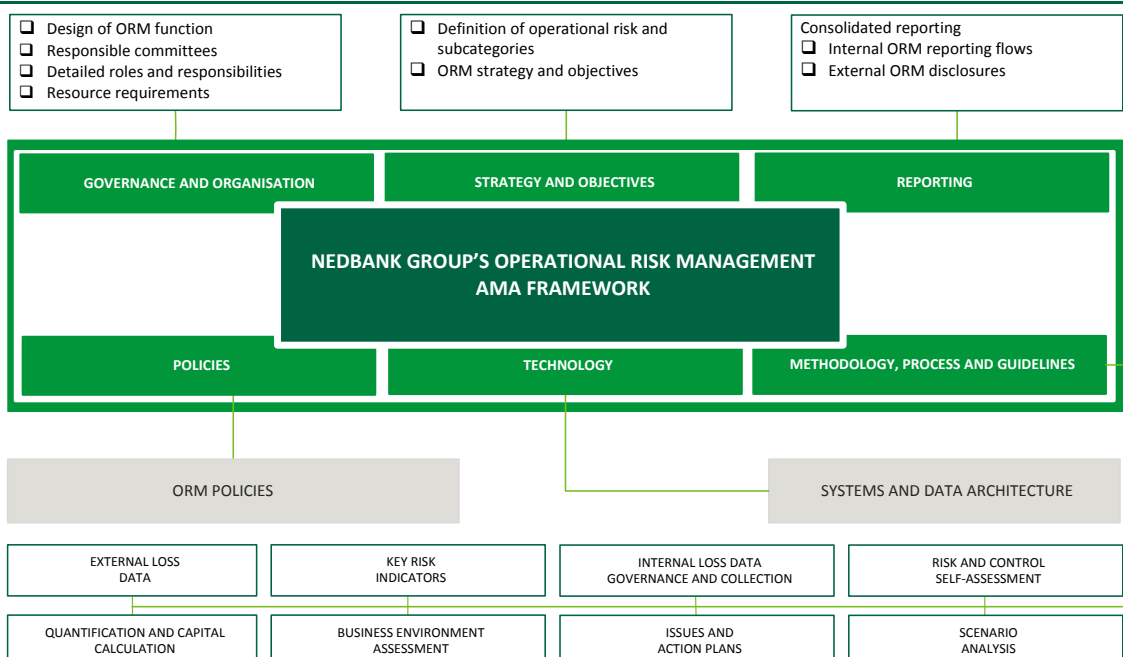 Design of ORM function
Responsible committees
Detailed roles and responsibilities
Resource requirements
Definition of operational risk and
subcategories
ORM strategy and objectives
Consolidated reporting
Internal ORM reporting flows
External ORM disclosures
GOVERNANCE AND ORGANISATION
STRATEGY AND OBJECTIVES
REPORTING
NEDBANK GROUP'S OPERATIONAL RISK MANAGEMENT
AMA FRAMEWORK
POLICIES
TECHNOLOGY
METHODOLOGY, PROCESS AND GUIDELINES
ORM POLICIES
SYSTEMS AND DATA ARCHITECTURE
EXTERNAL LOSS
DATA
KEY RISK
INDICATORS
INTERNAL LOSS DATA
GOVERNANCE AND COLLECTION
RISK AND CONTROL
SELF-ASSESSMENT
QUANTIFICATION AND CAPITAL
CALCULATION
BUSINESS ENVIRONMENT
ASSESSMENT
ISSUES AND
ACTION PLANS
SCENARIO
ANALYSIS